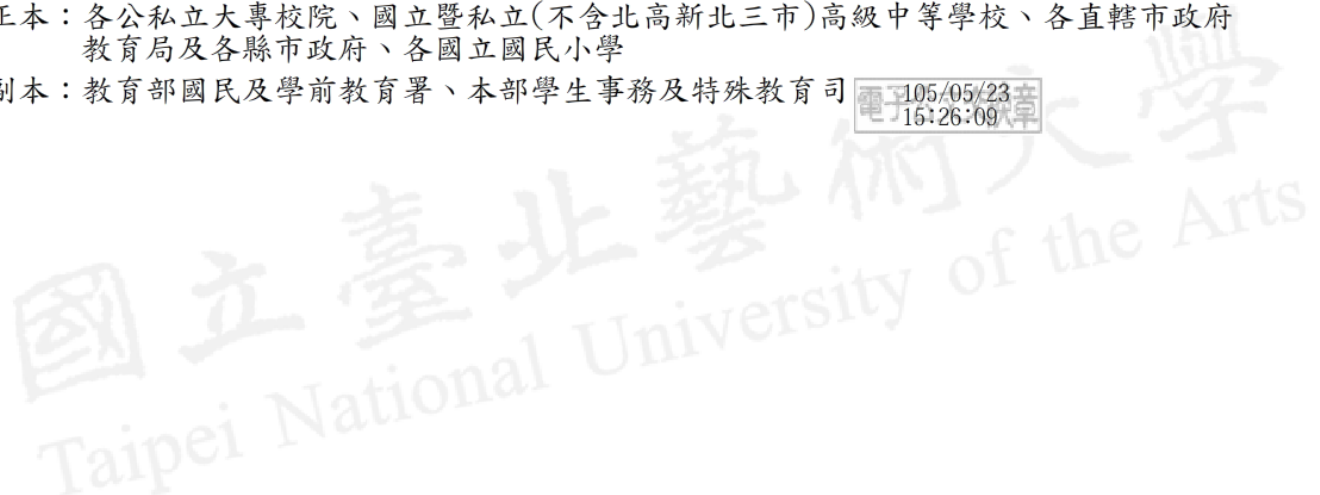 正本：各公私立大專校院、國立暨私立(不含北高新北三市)高級中等學校、各直轄市政府
教育局及各縣市政府、各國立國民小學
副本：教育部國民及學前教育署、本部學生事務及特殊教育司
105/05/23
15:26:09
國立臺北藝術大學
Taipei National University of the Arts